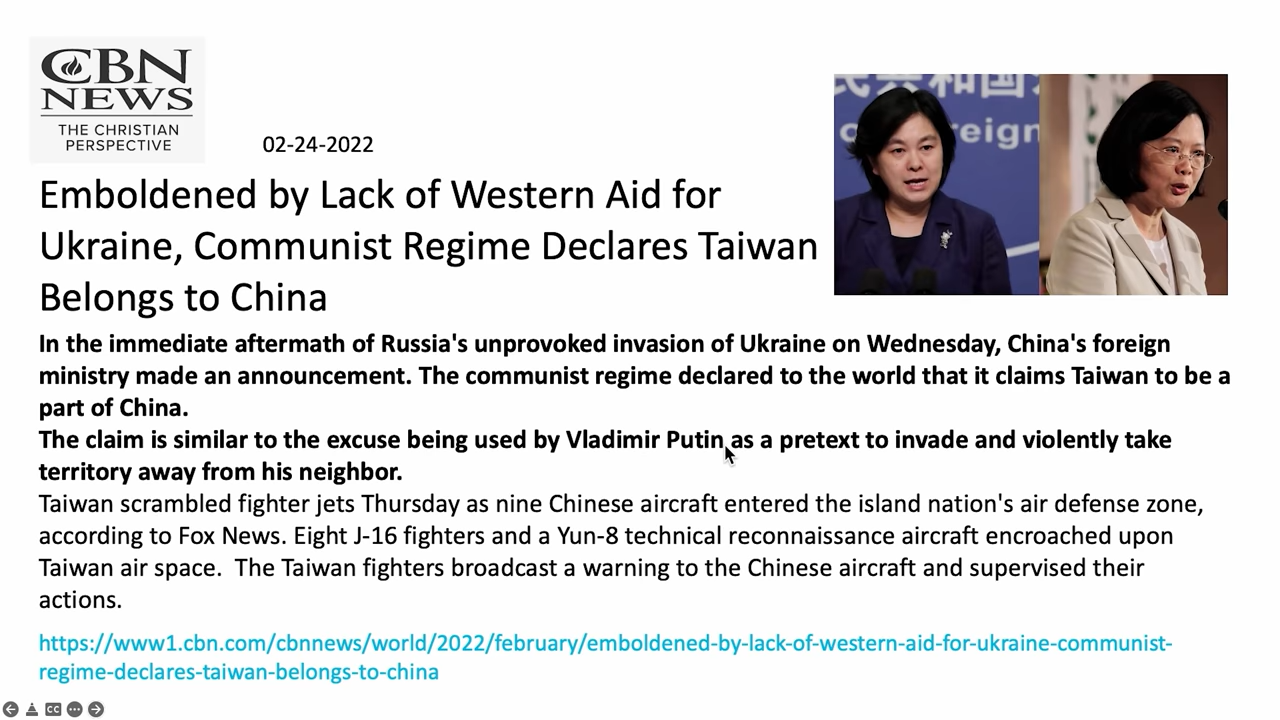 CBN
NEWS
THE CHRISTIAN
PERSPECTIVE
02-24-2022
Emboldened by Lack of Western Aid for
Ukraine, Communist Regime Declares Taiwan
Belongs to China
In the immediate aftermath of Russia's unprovoked invasion of Ukraine on Wednesday, China's foreign
ministry made an announcement. The communist regime declared to the world that it claims Taiwan to be a
part of China.
The claim is similar to the excuse being used by Vladimir Putin as a pretext to invade and violently take
territory away from his neighbor.
Taiwan scrambled fighter jets Thursday as nine Chinese aircraft entered the island nation's air defense zone,
according to Fox News. Eight J-16 fighters and a Yun-8 technical reconnaissance aircraft encroached upon
Taiwan air space.  The Taiwan fighters broadcast a warning to the Chinese aircraft and supervised their
actions.
https://www1.cbn.com/cbnnews/world/2022/february/emboldened-by-lack-of-western-aid-for-ukraine-communist-
regime-declares-taiwan-belongs-to-china
民共和国
of
oreign
CC